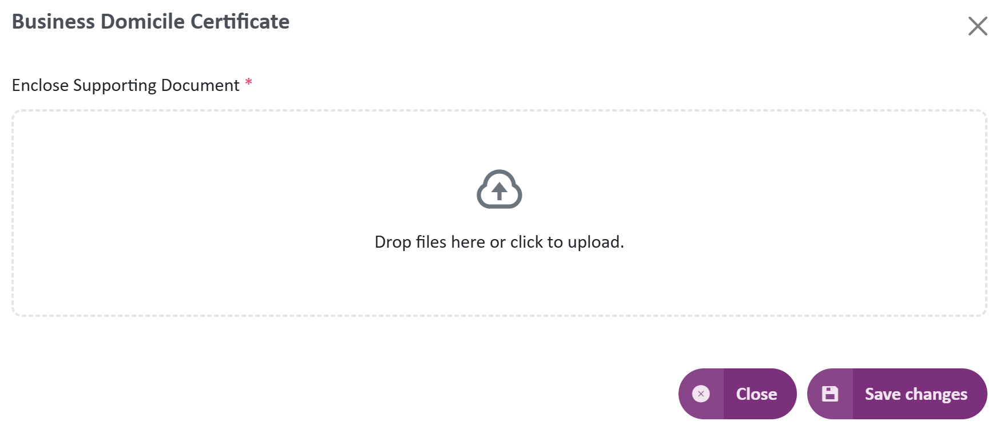 Business Domicile Certificate
Enclose Supporting Document *
Drop files here or click to upload.
Close
Save changes